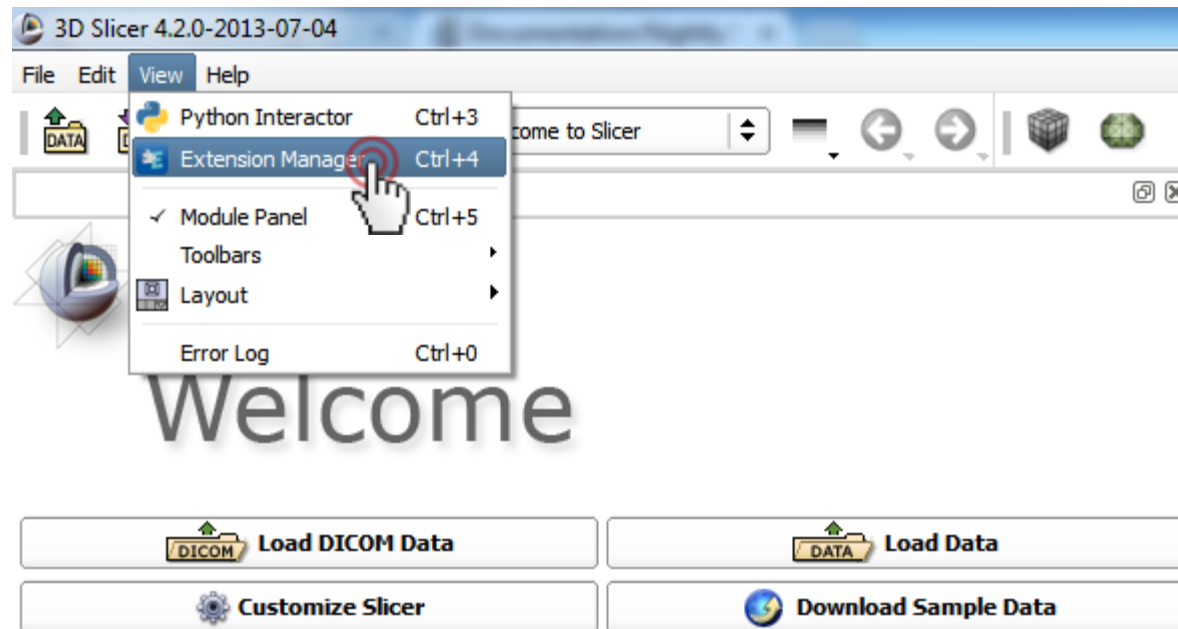 3D Slicer 4.2.0-2013-07-04
File Edit View Help
Python Interactor Ctrl+3
Extension Manager Ctrl+4
Module Panel Ctrl+5
Toolbars
Layout
Error Log Ctrl+0
DATA
come to Slicer
Welcome
DICOM Load DICOM Data
DATA Load Data
Customize Slicer
Download Sample Data